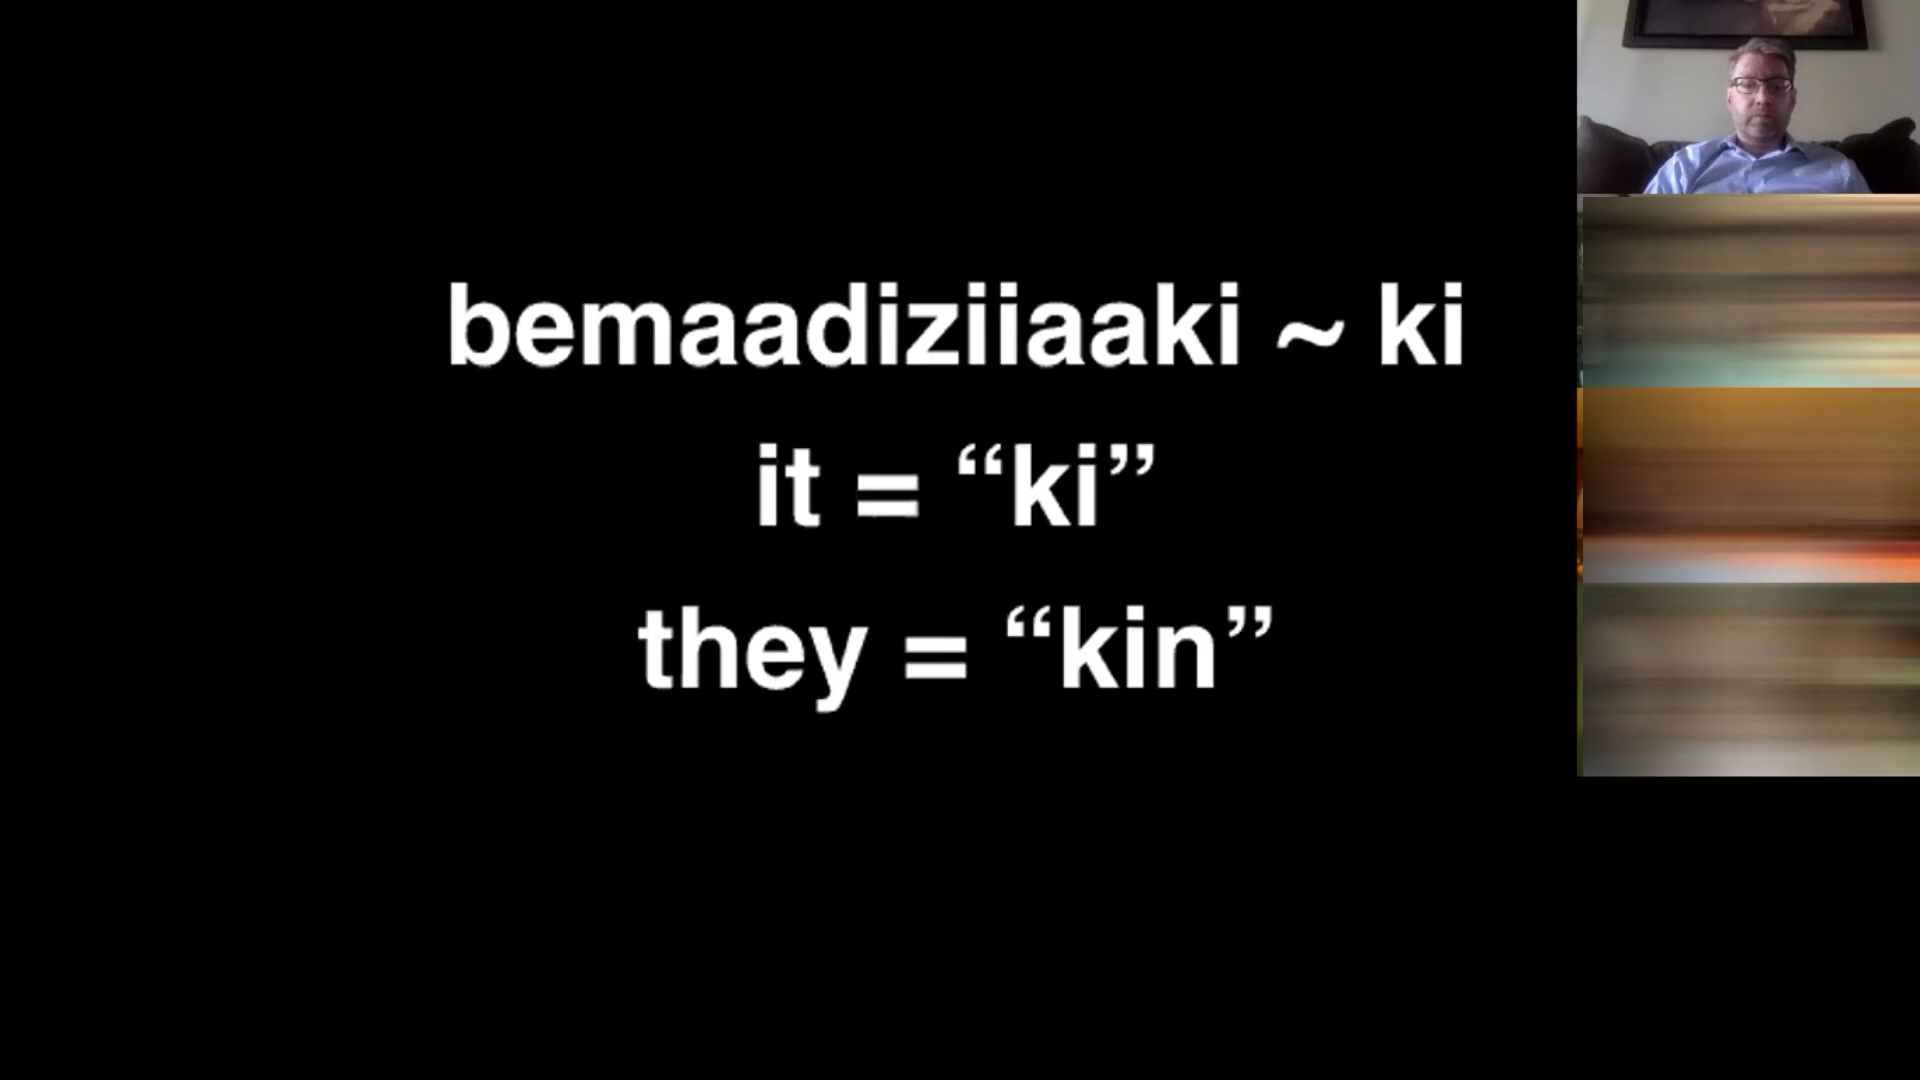 bemaadiziiaaki ~ ki
it = “ki”
they = “kin”